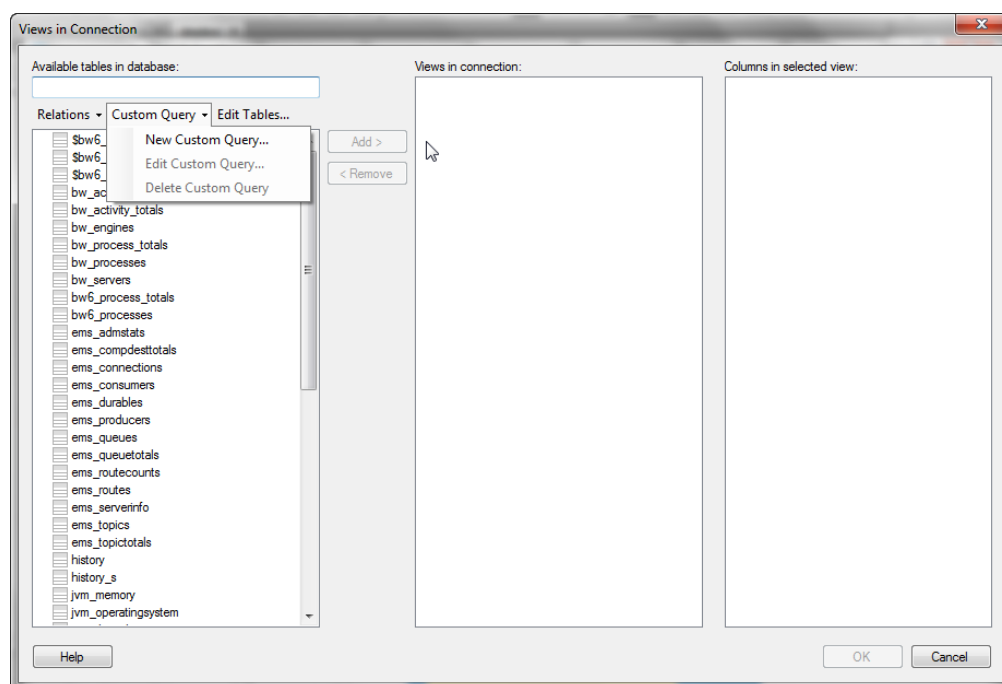 Views in Connection
Available tables in database:
Views in connection:
Columns in selected view:
Relations
Custom Query
Edit Tables...
New Custom Query...
Edit Custom Query...
Delete Custom Query
Add >
< Remove
$bw6_
$bw6_
$bw6_
bw_ac
bw_activity_totals
bw_engines
bw_process_totals
bw_processes
bw_servers
bw6_process_totals
bw6_processes
ems_admstats
ems_compdesttotals
ems_connections
ems_consumers
ems_durables
ems_producers
ems_queues
ems_queuetotals
ems_routecounts
ems_routes
ems_serverinfo
ems_topics
ems_topictotals
history
history_s
jvm_memory
jvm_operatingsystem
Help
OK
Cancel